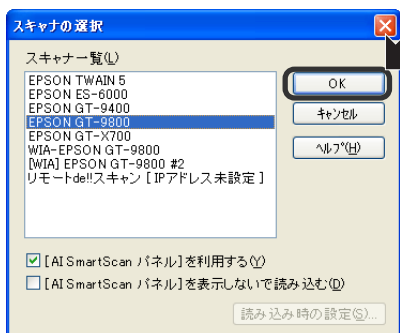 スキャナの選択
スキャナ一覧(L)
EPSON TWAIN 5
EPSON ES-6000
EPSON GT-9400
EPSON GT-9800
EPSON GT-X700
WIA-EPSON GT-9800
[WIA] EPSON GT-9800 #2
リモートde!!スキャン [ IPアドレス未設定 ]
OK
キャンセル
ヘルプ(H)
[AI SmartScan パネル]を利用する(Y)
[AI SmartScan パネル]を表示しないで読み込む(D)
読み込み時の設定(S)...